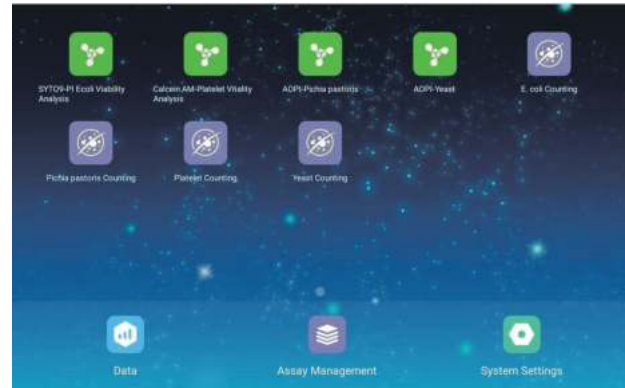 SYTO9-PI Ecoli Viability
Analysis
Calcein AM-Platelet Vitality
Analysis
AOPI-Pichia pastoris
AOPI-Yeast
E. coli Counting
Pichia pastoris Counting
Platelet Counting
Yeast Counting
Data
Assay Management
System Settings